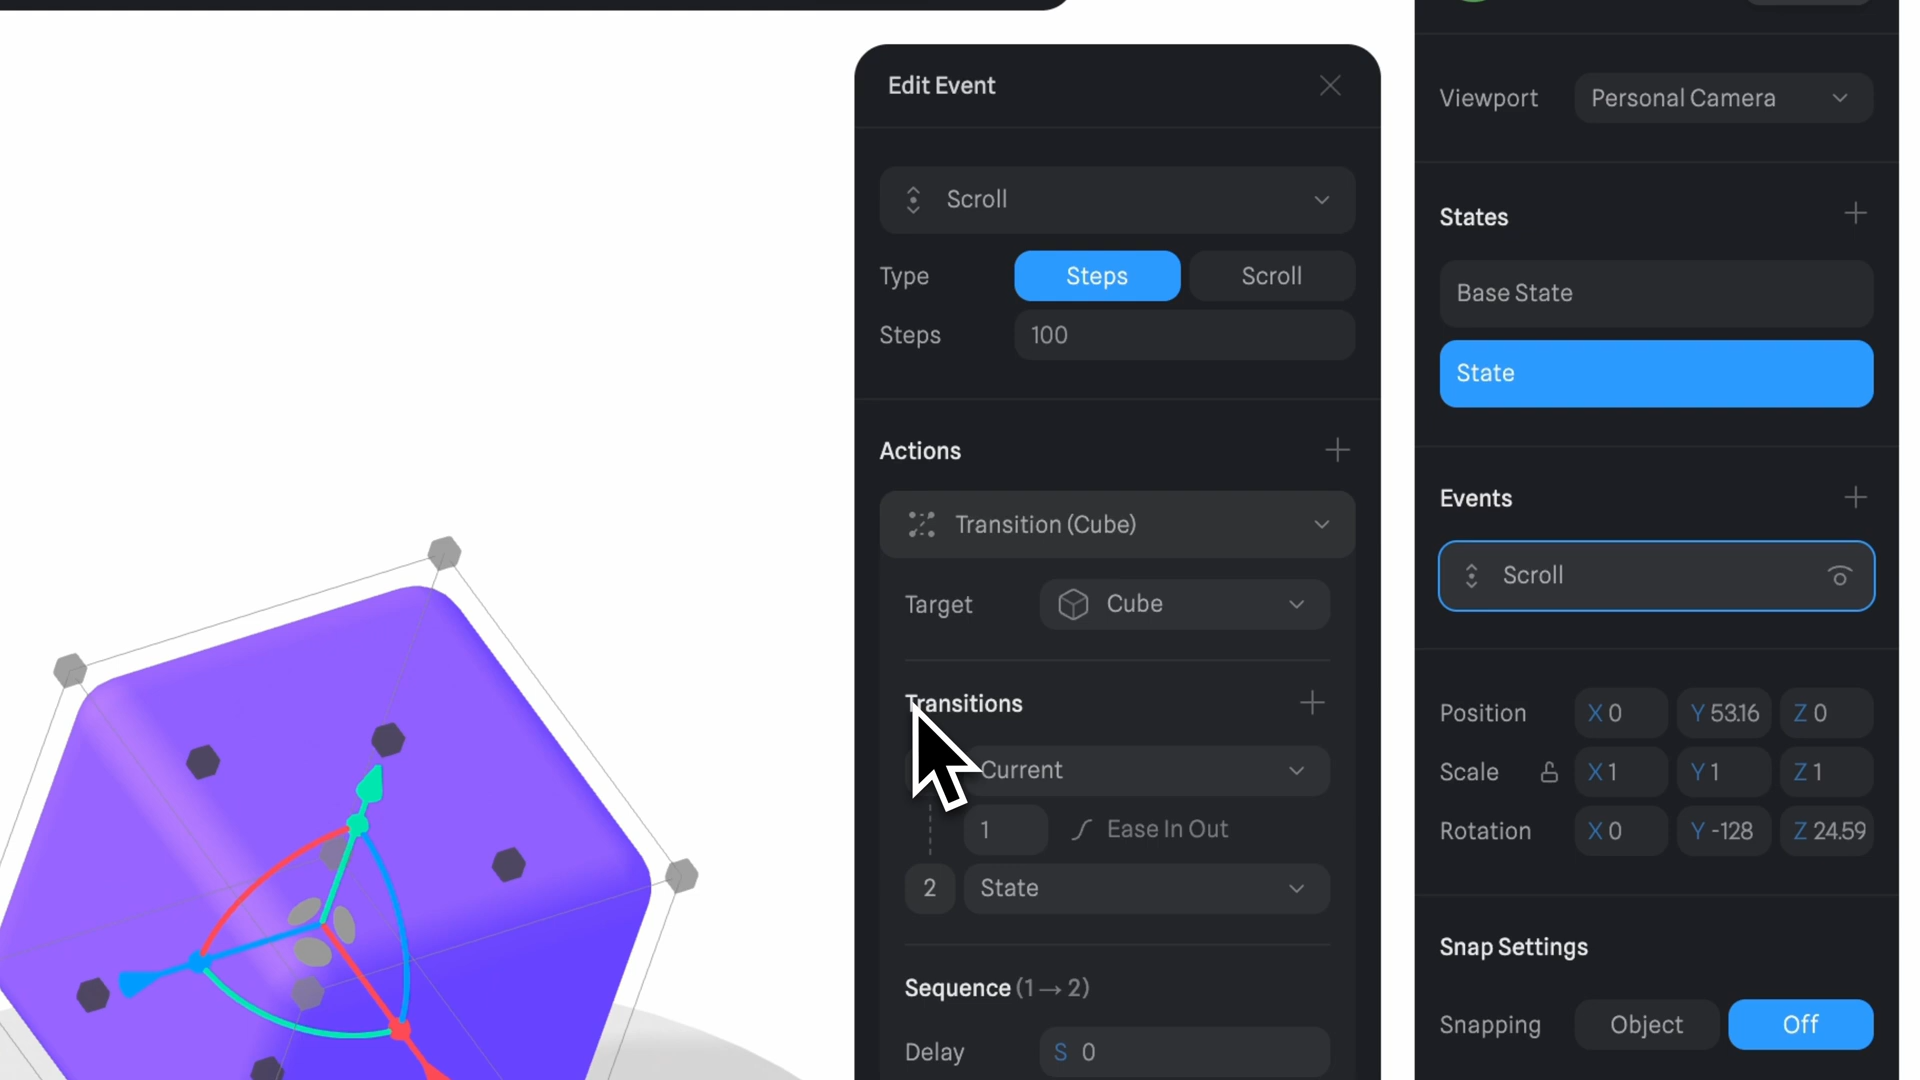 Edit Event
Scroll
Type Steps Scroll
Steps 100
Actions
Transition (Cube)
Target Cube
Transitions
Current
1 Ease In Out
2 State
Sequence (1 → 2)
Delay S 0
Viewport Personal Camera
States
Base State
State
Events
Scroll
Position X 0 Y 53.16 Z 0
Scale X 1 Y 1 Z 1
Rotation X 0 Y -128 Z 24.59
Snap Settings
Snapping Object Off